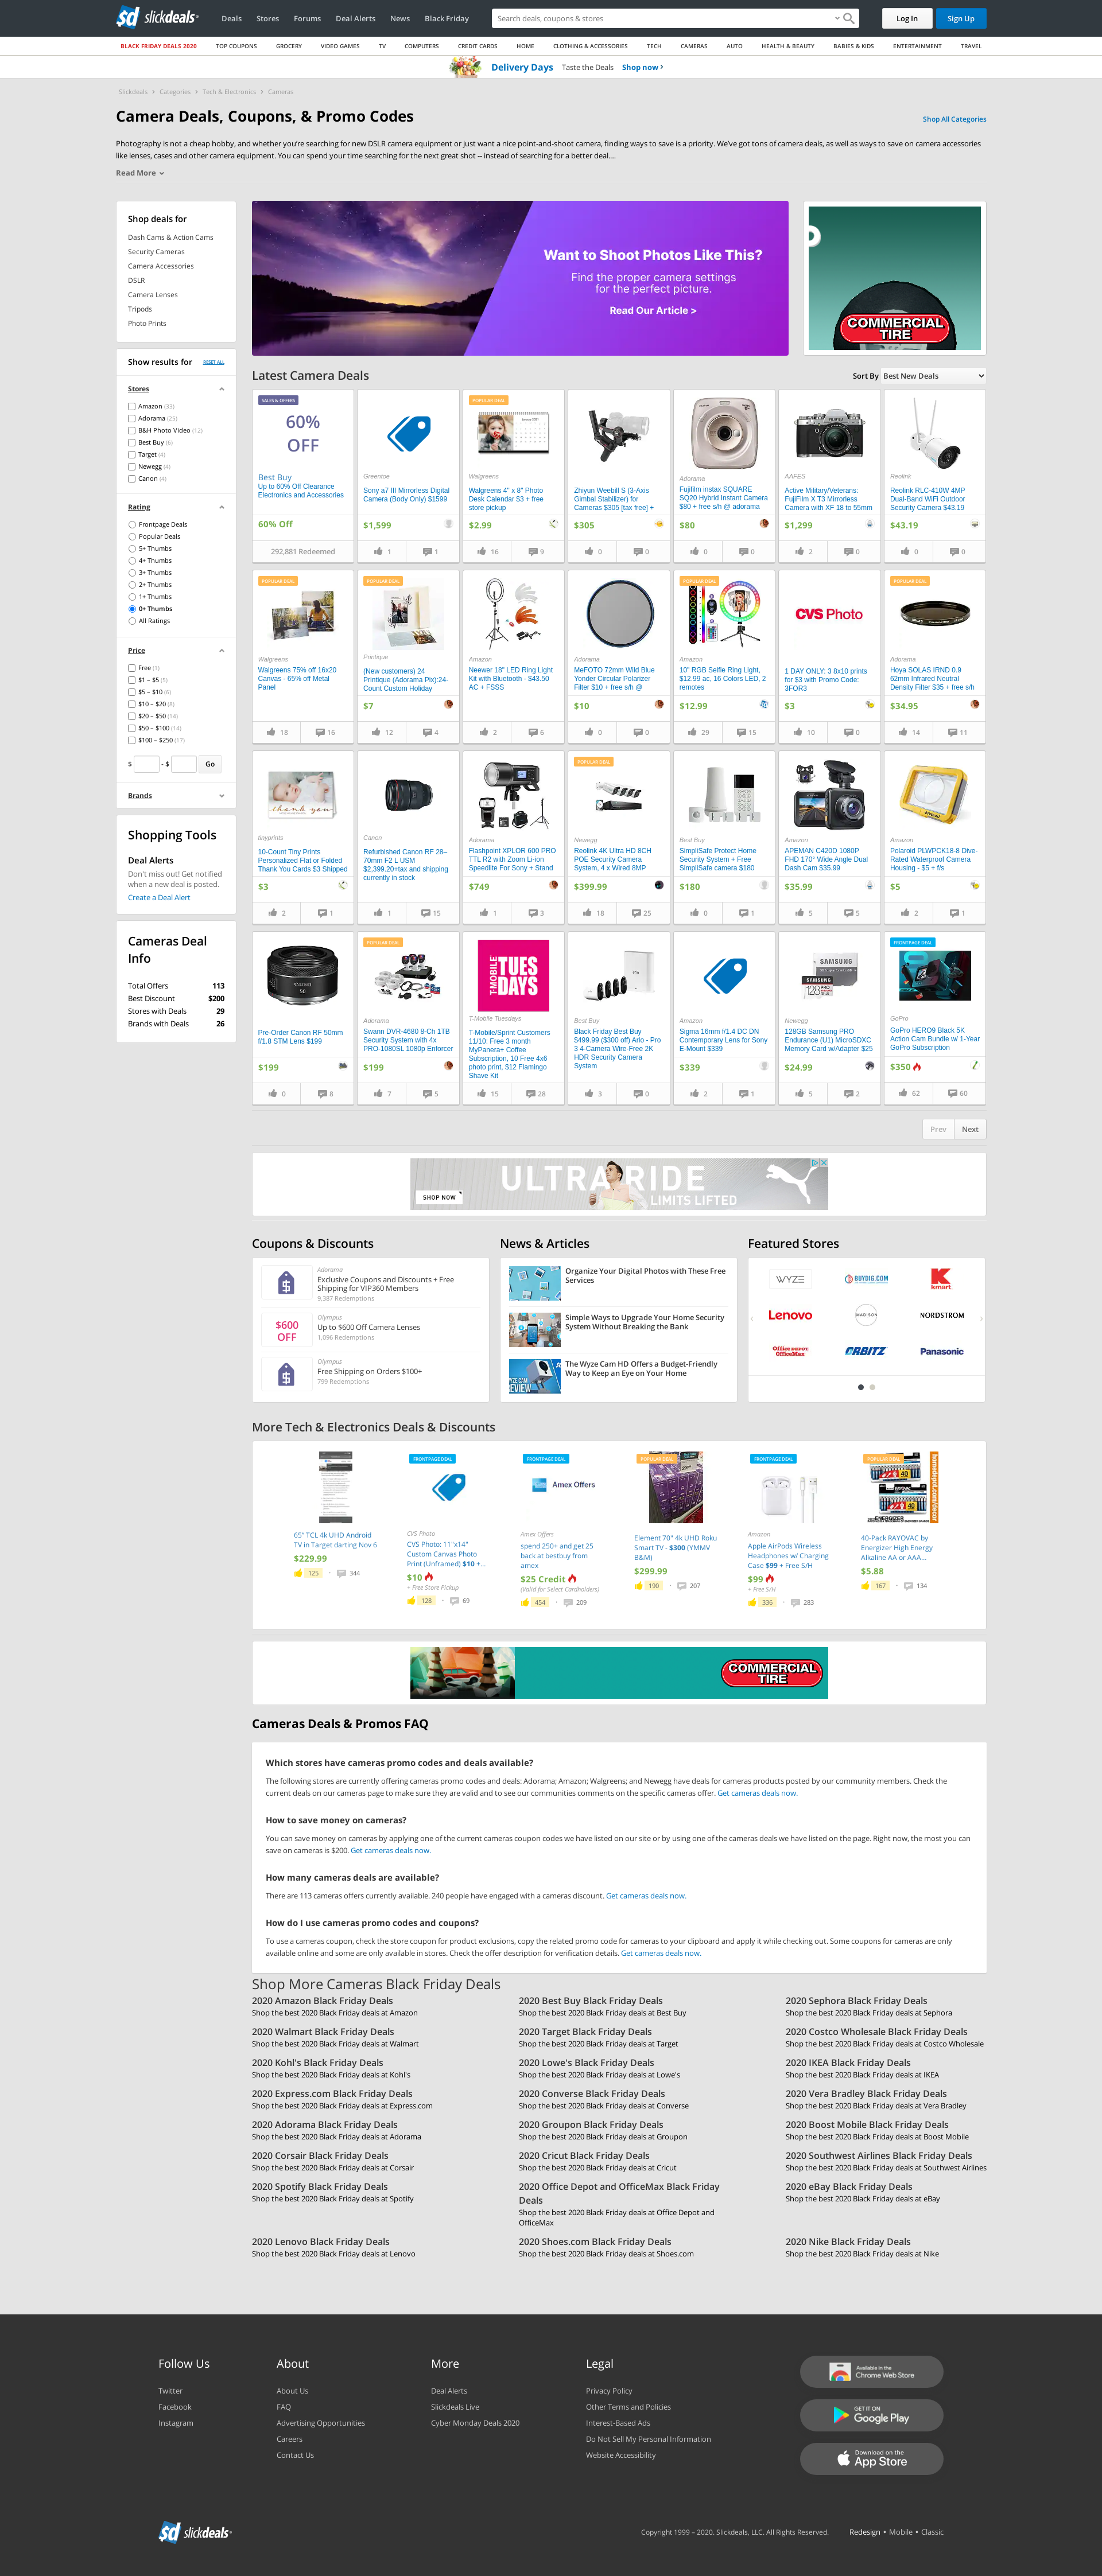 slickdeals
Deals Stores Forums Deal Alerts News Black Friday
Search deals, coupons & stores
Log In Sign Up
BLACK FRIDAY DEALS 2020 TOP COUPONS GROCERY VIDEO GAMES TV COMPUTERS CREDIT CARDS HOME CLOTHING & ACCESSORIES TECH CAMERAS AUTO HEALTH & BEAUTY BABIES & KIDS ENTERTAINMENT TRAVEL
Delivery Days Taste the Deals Shop now ›
Slickdeals › Categories › Tech & Electronics › Cameras
Camera Deals, Coupons, & Promo Codes
Shop All Categories
Photography is not a cheap hobby, and whether you're searching for new DSLR camera equipment or just want a nice point-and-shoot camera, finding ways to save is a priority. We've got tons of camera deals, as well as ways to save on camera accessories
like lenses, cases and other camera equipment. You can spend your time searching for the next great shot -- instead of searching for a better deal....
Read More
Shop deals for
Dash Cams & Action Cams
Security Cameras
Camera Accessories
DSLR
Camera Lenses
Tripods
Photo Prints
Want to Shoot Photos Like This?
Find the proper camera settings
for the perfect picture.
Read Our Article >
COMMERCIAL TIRE
Show results for RESET ALL
Stores
Amazon (33)
Adorama (25)
B&H Photo Video (12)
Best Buy (6)
Target (4)
Newegg (4)
Canon (4)
Rating
Frontpage Deals
Popular Deals
5+ Thumbs
4+ Thumbs
3+ Thumbs
2+ Thumbs
1+ Thumbs
0+ Thumbs
All Ratings
Price
Free (1)
$1 – $5 (5)
$5 – $10 (6)
$10 – $20 (8)
$20 – $50 (14)
$50 – $100 (14)
$100 – $250 (17)
$ - $ Go
Brands
Shopping Tools
Deal Alerts
Don't miss out! Get notified
when a new deal is posted.
Create a Deal Alert
Cameras Deal
Info
Total Offers 113
Best Discount $200
Stores with Deals 29
Brands with Deals 26
Latest Camera Deals
Sort By Best New Deals
SALES & OFFERS
60%
OFF
Best Buy
Up to 60% Off Clearance
Electronics and Accessories
60% Off
292,881 Redeemed
Greentoe
Sony a7 III Mirrorless Digital
Camera (Body Only) $1599
$1,599
1 1
POPULAR DEAL
Walgreens
Walgreens 4" x 8" Photo
Desk Calendar $3 + free
store pickup
$2.99
16 9
Zhiyun Weebill S (3-Axis
Gimbal Stabilizer) for
Cameras $305 [tax free] +
$305
0 0
Adorama
Fujifilm instax SQUARE
SQ20 Hybrid Instant Camera
$80 + free s/h @ adorama
$80
0 0
AAFES
Active Military/Veterans:
FujiFilm X T3 Mirrorless
Camera with XF 18 to 55mm
$1,299
2 0
Reolink
Reolink RLC-410W 4MP
Dual-Band WiFi Outdoor
Security Camera $43.19
$43.19
0 0
POPULAR DEAL
Walgreens
Walgreens 75% off 16x20
Canvas - 65% off Metal
Panel
18 16
POPULAR DEAL
Printique
(New customers) 24
Printique (Adorama Pix):24-
Count Custom Holiday
$7
12 4
Amazon
Neewer 18" LED Ring Light
Kit with Bluetooth - $43.50
AC + FSSS
2 6
Adorama
MeFOTO 72mm Wild Blue
Yonder Circular Polarizer
Filter $10 + free s/h @
$10
0 0
POPULAR DEAL
Amazon
10" RGB Selfie Ring Light,
$12.99 ac, 16 Colors LED, 2
remotes
$12.99
29 15
CVS Photo
1 DAY ONLY: 3 8x10 prints
for $3 with Promo Code:
3FOR3
$3
10 0
POPULAR DEAL
Adorama
Hoya SOLAS IRND 0.9
62mm Infrared Neutral
Density Filter $35 + free s/h
$34.95
14 11
thank you
tinyprints
10-Count Tiny Prints
Personalized Flat or Folded
Thank You Cards $3 Shipped
$3
2 1
Canon
Refurbished Canon RF 28–
70mm F2 L USM
$2,399.20+tax and shipping
currently in stock
1 15
Adorama
Flashpoint XPLOR 600 PRO
TTL R2 with Zoom Li-ion
Speedlite For Sony + Stand
$749
1 3
POPULAR DEAL
Newegg
Reolink 4K Ultra HD 8CH
POE Security Camera
System, 4 x Wired 8MP
$399.99
18 25
Best Buy
SimpliSafe Protect Home
Security System + Free
SimpliSafe camera $180
$180
0 1
Amazon
APEMAN C420D 1080P
FHD 170° Wide Angle Dual
Dash Cam $35.99
$35.99
5 5
Amazon
Polaroid PLWPCK18-8 Dive-
Rated Waterproof Camera
Housing - $5 + f/s
$5
2 1
Pre-Order Canon RF 50mm
f/1.8 STM Lens $199
$199
0 8
POPULAR DEAL
Adorama
Swann DVR-4680 8-Ch 1TB
Security System with 4x
PRO-1080SL 1080p Enforcer
$199
7 5
T-MOBILE TUESDAYS
T-Mobile Tuesdays
T-Mobile/Sprint Customers
11/10: Free 3 month
MyPanera+ Coffee
Subscription, 10 Free 4x6
photo print, $12 Flamingo
Shave Kit
15 28
Best Buy
Black Friday Best Buy
$499.99 ($300 off) Arlo - Pro
3 4-Camera Wire-Free 2K
HDR Security Camera
System
3 0
Amazon
Sigma 16mm f/1.4 DC DN
Contemporary Lens for Sony
E-Mount $339
$339
2 1
SAMSUNG
SAMSUNG
128
Newegg
128GB Samsung PRO
Endurance (U1) MicroSDXC
Memory Card w/Adapter $25
$24.99
5 2
FRONTPAGE DEAL
GoPro
GoPro HERO9 Black 5K
Action Cam Bundle w/ 1-Year
GoPro Subscription
$350
62 60
Prev Next
SHOP NOW
ULTRA RIDE
LIMITS LIFTED
Coupons & Discounts
Adorama
Exclusive Coupons and Discounts + Free
Shipping for VIP360 Members
9,387 Redemptions
$600
OFF
Olympus
Up to $600 Off Camera Lenses
1,096 Redemptions
Olympus
Free Shipping on Orders $100+
799 Redemptions
News & Articles
Organize Your Digital Photos with These Free
Services
Simple Ways to Upgrade Your Home Security
System Without Breaking the Bank
The Wyze Cam HD Offers a Budget-Friendly
Way to Keep an Eye on Your Home
Featured Stores
WYZE BUYDIG.COM kmart
Lenovo MADISON NORDSTROM
Office DEPOT OfficeMax ORBITZ Panasonic
More Tech & Electronics Deals & Discounts
65" TCL 4k UHD Android
TV in Target darting Nov 6
$229.99
125 344
FRONTPAGE DEAL
CVS Photo
CVS Photo: 11"x14"
Custom Canvas Photo
Print (Unframed) $10 +...
$10
+ Free Store Pickup
128 69
FRONTPAGE DEAL
Amex Offers
Amex Offers
spend 250+ and get 25
back at bestbuy from
amex
$25 Credit
(Valid for Select Cardholders)
454 209
POPULAR DEAL
Element 70" 4k UHD Roku
Smart TV - $300 (YMMV
B&M)
$299.99
190 207
FRONTPAGE DEAL
Amazon
Apple AirPods Wireless
Headphones w/ Charging
Case $99 + Free S/H
$99
+ Free S/H
336 283
POPULAR DEAL
40-Pack RAYOVAC by
Energizer High Energy
Alkaline AA or AAA...
$5.88
167 134
COMMERCIAL TIRE
Cameras Deals & Promos FAQ
Which stores have cameras promo codes and deals available?
The following stores are currently offering cameras promo codes and deals: Adorama; Amazon; Walgreens; and Newegg have deals for cameras products posted by our community members. Check the
current deals on our cameras page to make sure they are valid and to see our communities comments on the specific cameras offer. Get cameras deals now.
How to save money on cameras?
You can save money on cameras by applying one of the current cameras coupon codes we have listed on our site or by using one of the cameras deals we have listed on the page. Right now, the most you can
save on cameras is $200. Get cameras deals now.
How many cameras deals are available?
There are 113 cameras offers currently available. 240 people have engaged with a cameras discount. Get cameras deals now.
How do I use cameras promo codes and coupons?
To use a cameras coupon, check the store coupon for product exclusions, copy the related promo code for cameras to your clipboard and apply it while checking out. Some coupons for cameras are only
available online and some are only available in stores. Check the offer description for verification details. Get cameras deals now.
Shop More Cameras Black Friday Deals
2020 Amazon Black Friday Deals
Shop the best 2020 Black Friday deals at Amazon
2020 Best Buy Black Friday Deals
Shop the best 2020 Black Friday deals at Best Buy
2020 Sephora Black Friday Deals
Shop the best 2020 Black Friday deals at Sephora
2020 Walmart Black Friday Deals
Shop the best 2020 Black Friday deals at Walmart
2020 Target Black Friday Deals
Shop the best 2020 Black Friday deals at Target
2020 Costco Wholesale Black Friday Deals
Shop the best 2020 Black Friday deals at Costco Wholesale
2020 Kohl's Black Friday Deals
Shop the best 2020 Black Friday deals at Kohl's
2020 Lowe's Black Friday Deals
Shop the best 2020 Black Friday deals at Lowe's
2020 IKEA Black Friday Deals
Shop the best 2020 Black Friday deals at IKEA
2020 Express.com Black Friday Deals
Shop the best 2020 Black Friday deals at Express.com
2020 Converse Black Friday Deals
Shop the best 2020 Black Friday deals at Converse
2020 Vera Bradley Black Friday Deals
Shop the best 2020 Black Friday deals at Vera Bradley
2020 Adorama Black Friday Deals
Shop the best 2020 Black Friday deals at Adorama
2020 Groupon Black Friday Deals
Shop the best 2020 Black Friday deals at Groupon
2020 Boost Mobile Black Friday Deals
Shop the best 2020 Black Friday deals at Boost Mobile
2020 Corsair Black Friday Deals
Shop the best 2020 Black Friday deals at Corsair
2020 Cricut Black Friday Deals
Shop the best 2020 Black Friday deals at Cricut
2020 Southwest Airlines Black Friday Deals
Shop the best 2020 Black Friday deals at Southwest Airlines
2020 Spotify Black Friday Deals
Shop the best 2020 Black Friday deals at Spotify
2020 Office Depot and OfficeMax Black Friday
Deals
Shop the best 2020 Black Friday deals at Office Depot and
OfficeMax
2020 eBay Black Friday Deals
Shop the best 2020 Black Friday deals at eBay
2020 Lenovo Black Friday Deals
Shop the best 2020 Black Friday deals at Lenovo
2020 Shoes.com Black Friday Deals
Shop the best 2020 Black Friday deals at Shoes.com
2020 Nike Black Friday Deals
Shop the best 2020 Black Friday deals at Nike
Follow Us
Twitter
Facebook
Instagram
About
About Us
FAQ
Advertising Opportunities
Careers
Contact Us
More
Deal Alerts
Slickdeals Live
Cyber Monday Deals 2020
Legal
Privacy Policy
Other Terms and Policies
Interest-Based Ads
Do Not Sell My Personal Information
Website Accessibility
Available in the
Chrome Web Store
GET IT ON
Google Play
Download on the
App Store
slickdeals
Copyright 1999 – 2020. Slickdeals, LLC. All Rights Reserved.
Redesign • Mobile • Classic